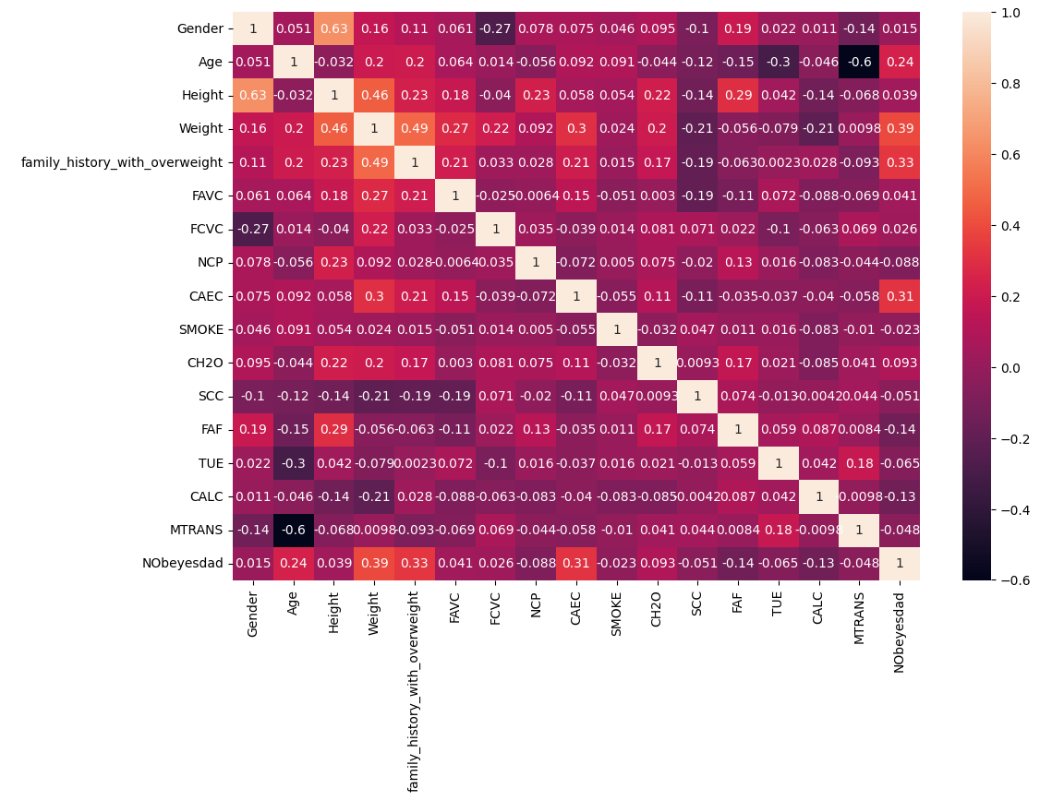 Gender 1 0.051 0.63 0.16 0.11 0.061 -0.27 0.078 0.075 0.046 0.095 -0.1 0.19 0.022 0.011 -0.14 0.015
Age 0.051 1 -0.032 0.2 0.2 0.064 0.014 -0.056 0.092 0.091 -0.044 -0.12 -0.15 -0.3 -0.046 -0.6 0.24
Height 0.63 -0.032 1 0.46 0.23 0.18 -0.04 0.23 0.058 0.054 0.22 -0.14 0.29 0.042 -0.14 -0.068 0.039
Weight 0.16 0.2 0.46 1 0.49 0.27 0.22 0.092 0.3 0.024 0.2 -0.21 -0.056 -0.079 -0.21 0.0098 0.39
family_history_with_overweight 0.11 0.2 0.23 0.49 1 0.21 0.033 0.028 0.21 0.015 0.17 -0.19 -0.063 0.0023 0.028 -0.093 0.33
FAVC 0.061 0.064 0.18 0.27 0.21 1 -0.025 0.0064 0.15 -0.051 0.003 -0.19 -0.11 0.072 -0.088 -0.069 0.041
FCVC -0.27 0.014 -0.04 0.22 0.033 -0.025 1 0.035 -0.039 0.014 0.081 0.071 0.022 -0.1 -0.063 0.069 0.026
NCP 0.078 -0.056 0.23 0.092 0.028 -0.0064 0.035 1 -0.072 0.005 0.075 -0.02 0.13 0.016 -0.083 -0.044 -0.088
CAEC 0.075 0.092 0.058 0.3 0.21 0.15 -0.039 -0.072 1 -0.055 0.11 -0.11 -0.035 -0.037 -0.04 -0.058 0.31
SMOKE 0.046 0.091 0.054 0.024 0.015 -0.051 0.014 0.005 -0.055 1 -0.032 0.047 0.011 0.016 -0.083 -0.01 -0.023
CH2O 0.095 -0.044 0.22 0.2 0.17 0.003 0.081 0.075 0.11 -0.032 1 0.0093 0.17 0.021 -0.085 0.041 0.093
SCC -0.1 -0.12 -0.14 -0.21 -0.19 -0.19 0.071 -0.02 -0.11 0.047 0.0093 1 0.074 -0.013 -0.0042 0.044 -0.051
FAF 0.19 -0.15 0.29 -0.056 -0.063 -0.11 0.022 0.13 -0.035 0.011 0.17 0.074 1 0.059 0.087 0.0084 -0.14
TUE 0.022 -0.3 0.042 -0.079 0.0023 0.072 -0.1 0.016 -0.037 0.016 0.021 -0.013 0.059 1 0.042 0.18 -0.065
CALC 0.011 -0.046 -0.14 -0.21 0.028 -0.088 -0.063 -0.083 -0.04 -0.083 -0.085 0.0042 0.087 0.042 1 0.0098 -0.13
MTRANS -0.14 -0.6 -0.068 0.0098 -0.093 -0.069 0.069 -0.044 -0.058 -0.01 0.041 0.044 0.0084 0.18 -0.0098 1 -0.048
NObeyesdad 0.015 0.24 0.039 0.39 0.33 0.041 0.026 -0.088 0.31 -0.023 0.093 -0.051 -0.14 -0.065 -0.13 -0.048 1
Gender Age Height Weight family_history_with_overweight FAVC FCVC NCP CAEC SMOKE CH2O SCC FAF TUE CALC MTRANS NObeyesdad
1.0
0.8
0.6
0.4
0.2
0.0
−0.2
−0.4
−0.6